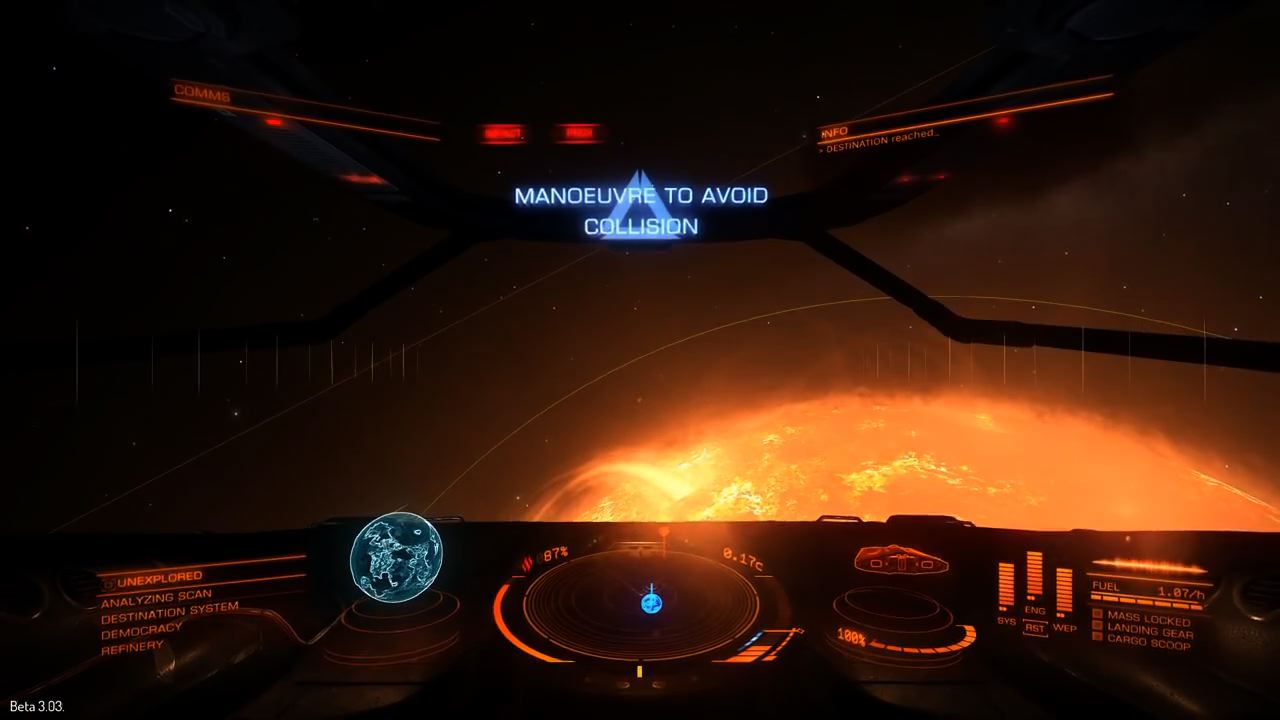 COMMS
INFO
> DESTINATION reached_
MANOEUVRE TO AVOID
COLLISION
87%
0.17c
UNEXPLORED
ANALYZING SCAN
DESTINATION SYSTEM
DEMOCRACY
REFINERY
100%
SYS
ENG
RST
WEP
FUEL
1.07/h
MASS LOCKED
LANDING GEAR
CARGO SCOOP
Beta 3.03.